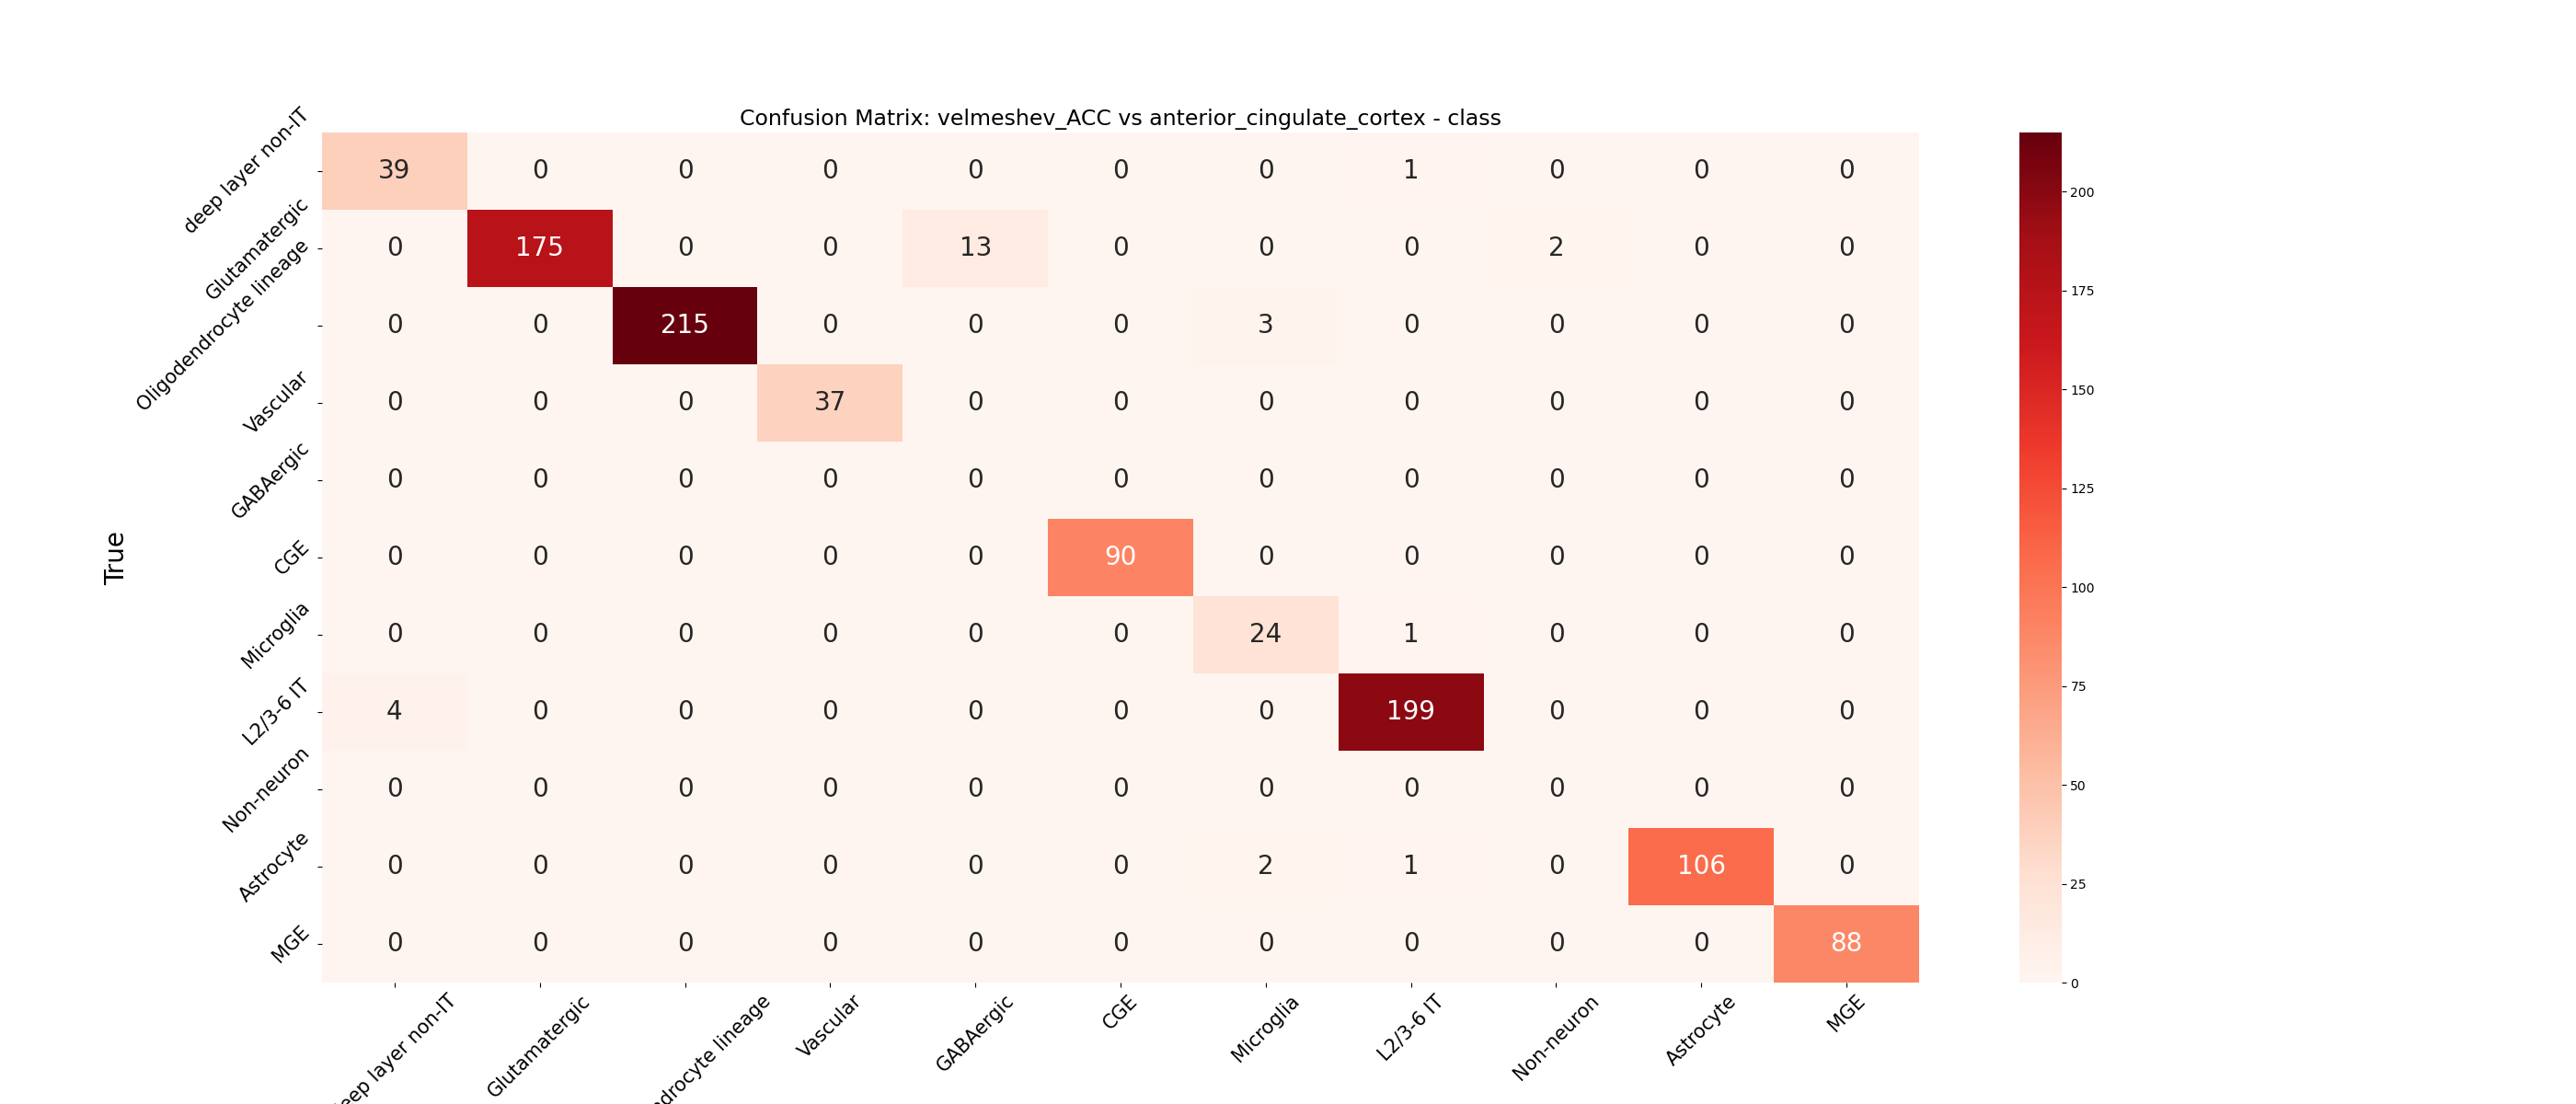 Confusion Matrix: velmeshev_ACC vs anterior_cingulate_cortex - class
True
deep layer non-IT 39 0 0 0 0 0 0 1 0 0 0
Glutamatergic 0 175 0 0 13 0 0 0 2 0 0
Oligodendrocyte lineage 0 0 215 0 0 0 3 0 0 0 0
Vascular 0 0 0 37 0 0 0 0 0 0 0
GABAergic 0 0 0 0 0 0 0 0 0 0 0
CGE 0 0 0 0 0 90 0 0 0 0 0
Microglia 0 0 0 0 0 0 24 1 0 0 0
L2/3-6 IT 4 0 0 0 0 0 0 199 0 0 0
Non-neuron 0 0 0 0 0 0 0 0 0 0 0
Astrocyte 0 0 0 0 0 0 2 1 0 106 0
MGE 0 0 0 0 0 0 0 0 0 0 88
eep layer non-IT Glutamatergic ndrocyte lineage Vascular GABAergic CGE Microglia L2/3-6 IT Non-neuron Astrocyte MGE
200
175
150
125
100
75
50
25
0